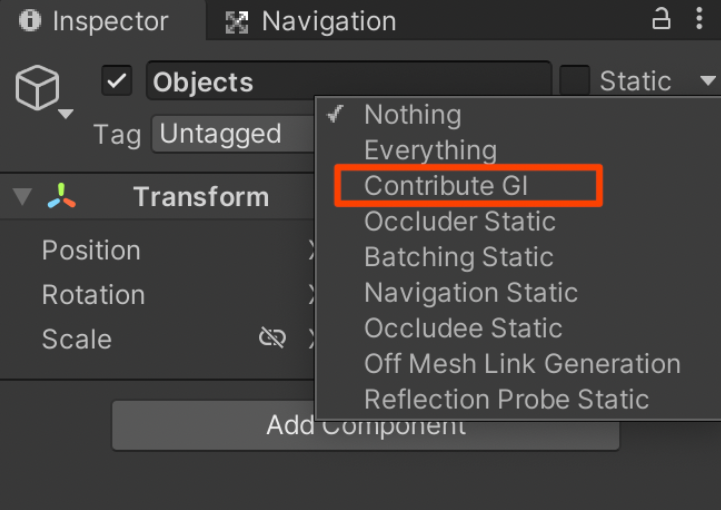 Inspector
Navigation
Objects
Static
Tag Untagged
Nothing
Everything
Contribute GI
Occluder Static
Batching Static
Navigation Static
Occludee Static
Off Mesh Link Generation
Reflection Probe Static
Transform
Position
Rotation
Scale
Add Component